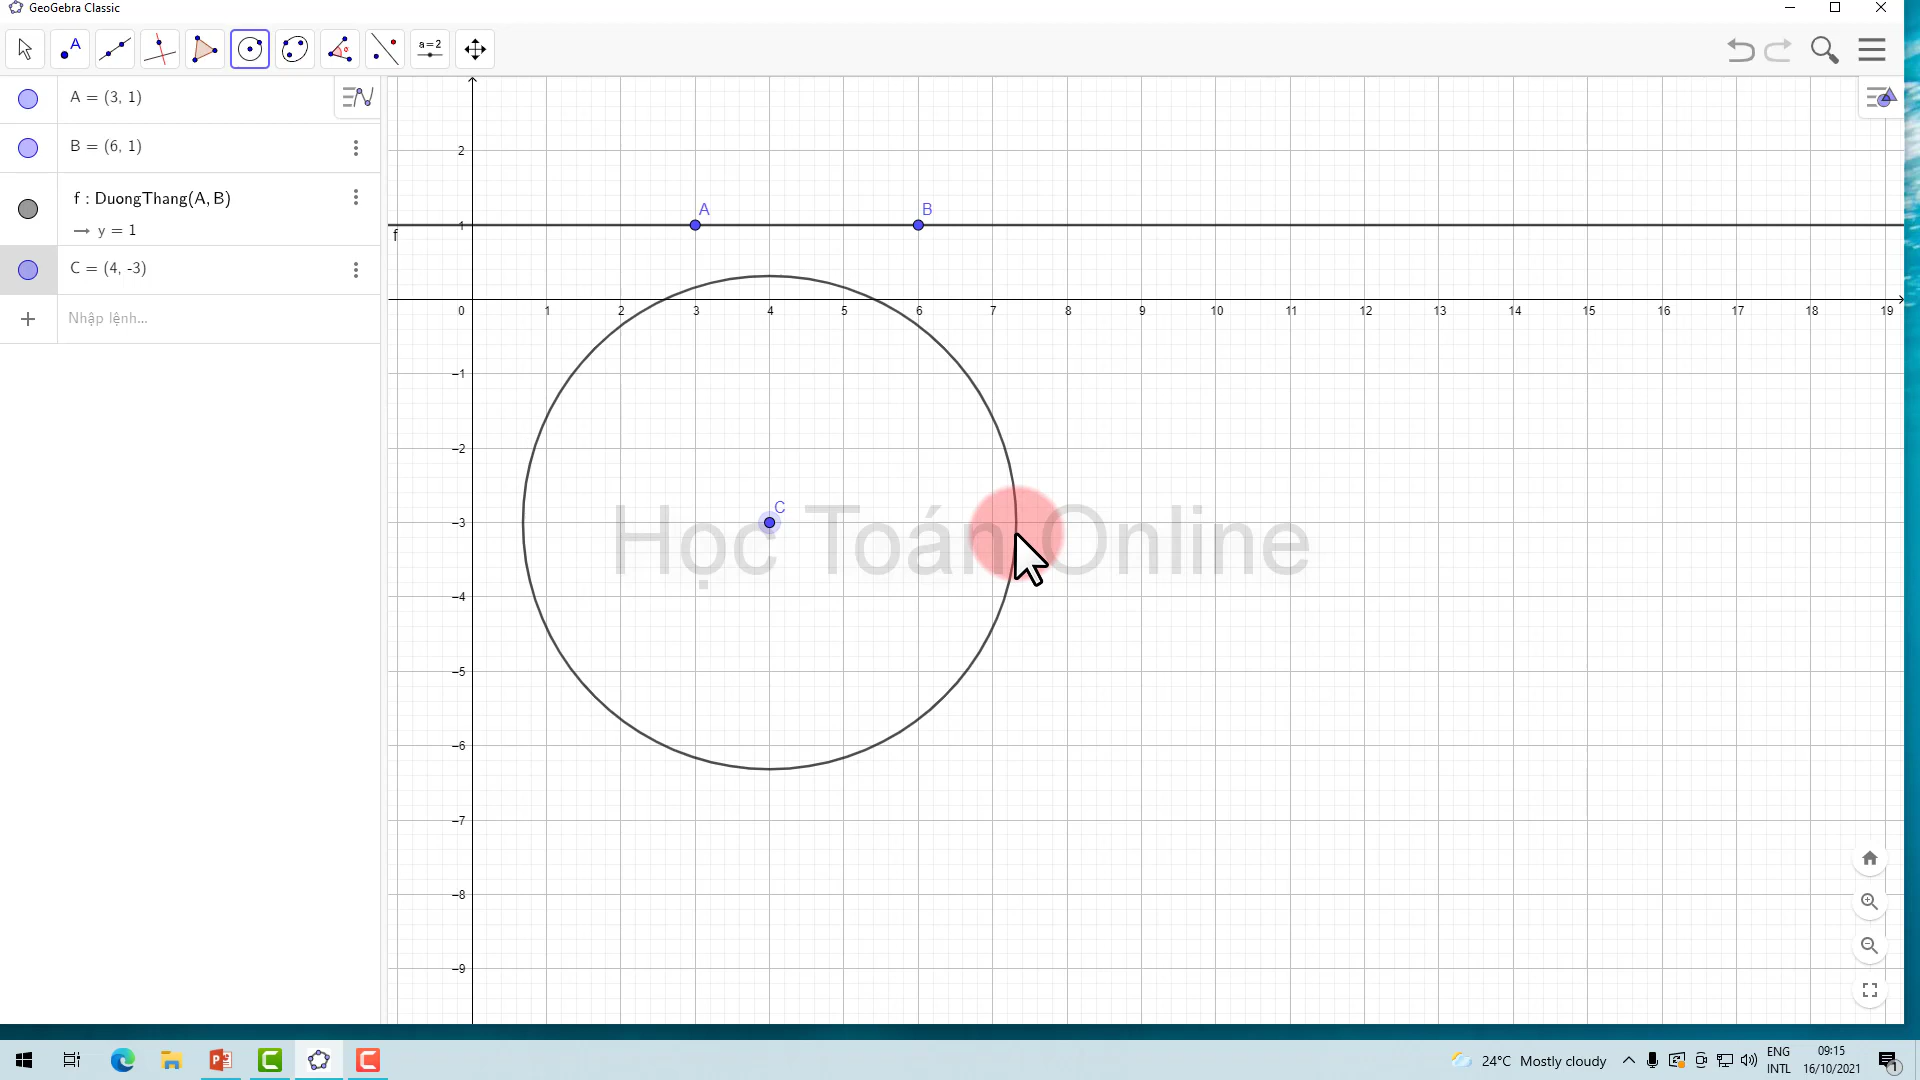 GeoGebra Classic
A
a=2
A = (3, 1)
B = (6, 1)
f : DuongThang(A, B)
→ y = 1
C = (4, -3)
+ Nhập lệnh...
2
1
A
B
f
0 1 2 3 4 5 6 7 8 9 10 11 12 13 14 15 16 17 18 19
−1
−2
−3
−4
−5
−6
−7
−8
−9
C
Học Toán Online
24°C Mostly cloudy
ENG
INTL
09:15
16/10/2021
1